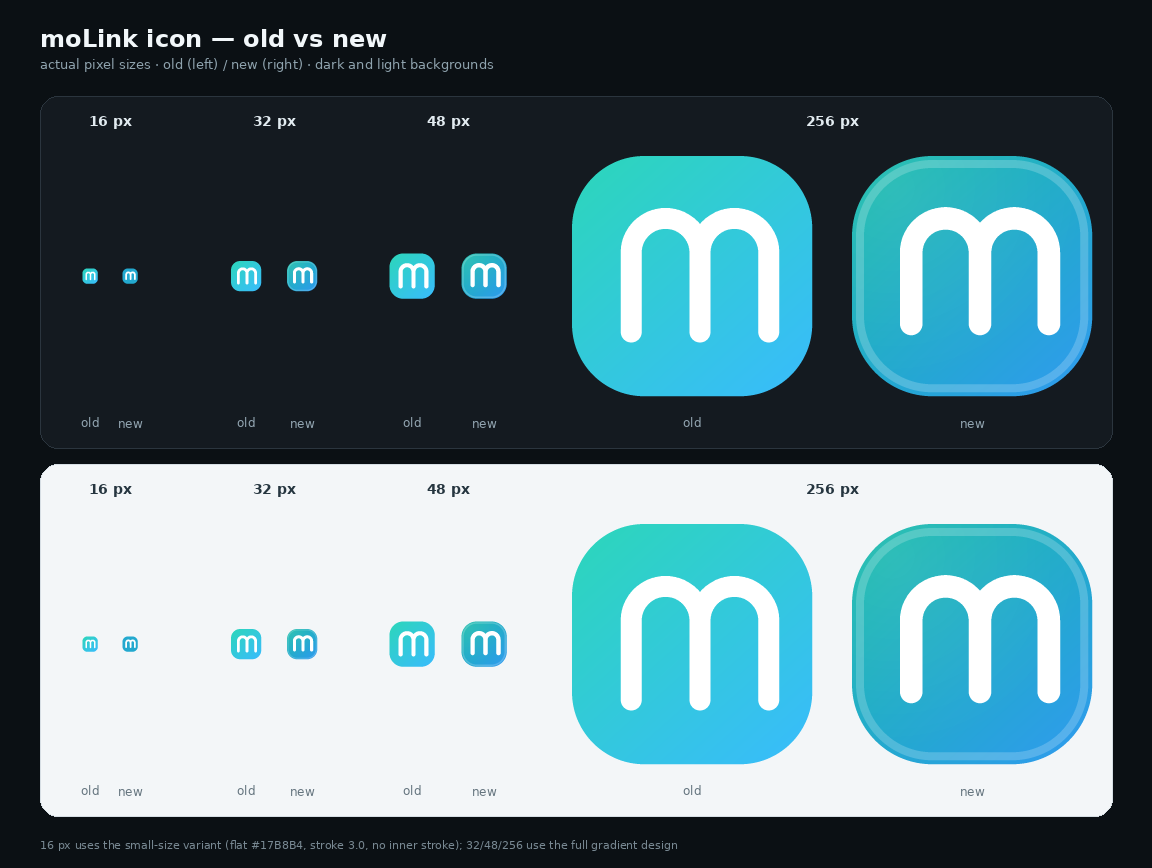 moLink icon — old vs new
actual pixel sizes · old (left) / new (right) · dark and light backgrounds
16 px 32 px 48 px 256 px
m m m m m m m m
old new old new old new old new
16 px 32 px 48 px 256 px
m m m m m m m m
old new old new old new old new
16 px uses the small-size variant (flat #17B8B4, stroke 3.0, no inner stroke); 32/48/256 use the full gradient design